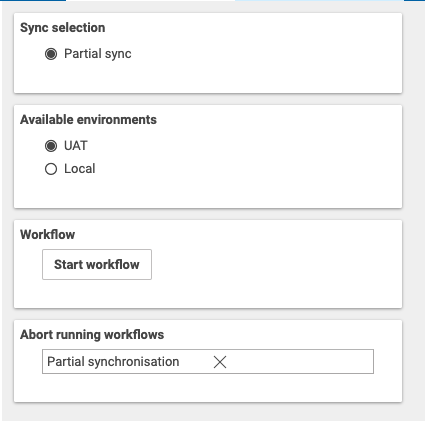 Sync selection
Partial sync
Available environments
UAT
Local
Workflow
Start workflow
Abort running workflows
Partial synchronisation